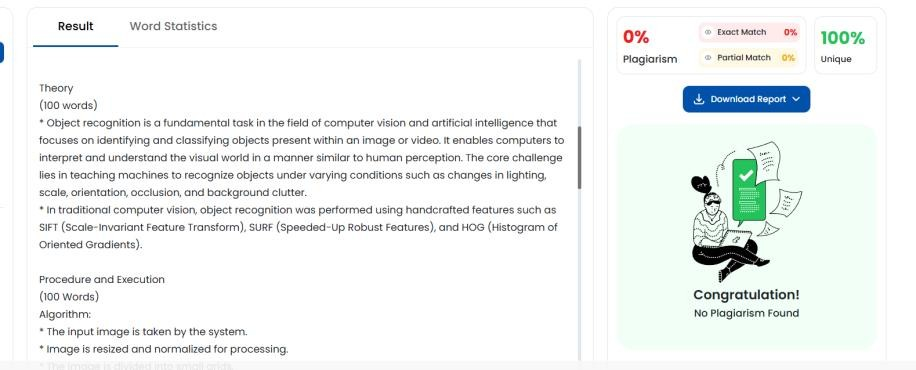 Result
Word Statistics
Theory
(100 words)
* Object recognition is a fundamental task in the field of computer vision and artificial intelligence that
focuses on identifying and classifying objects present within an image or video. It enables computers to
interpret and understand the visual world in a manner similar to human perception. The core challenge
lies in teaching machines to recognize objects under varying conditions such as changes in lighting,
scale, orientation, occlusion, and background clutter.
* In traditional computer vision, object recognition was performed using handcrafted features such as
SIFT (Scale-Invariant Feature Transform), SURF (Speeded-Up Robust Features), and HOG (Histogram of
Oriented Gradients).
Procedure and Execution
(100 Words)
Algorithm:
* The input image is taken by the system.
* Image is resized and normalized for processing.
* The image is divided into small grids.
0%
Plagiarism
Exact Match 0%
Partial Match 0%
100%
Unique
Download Report
Congratulation!
No Plagiarism Found